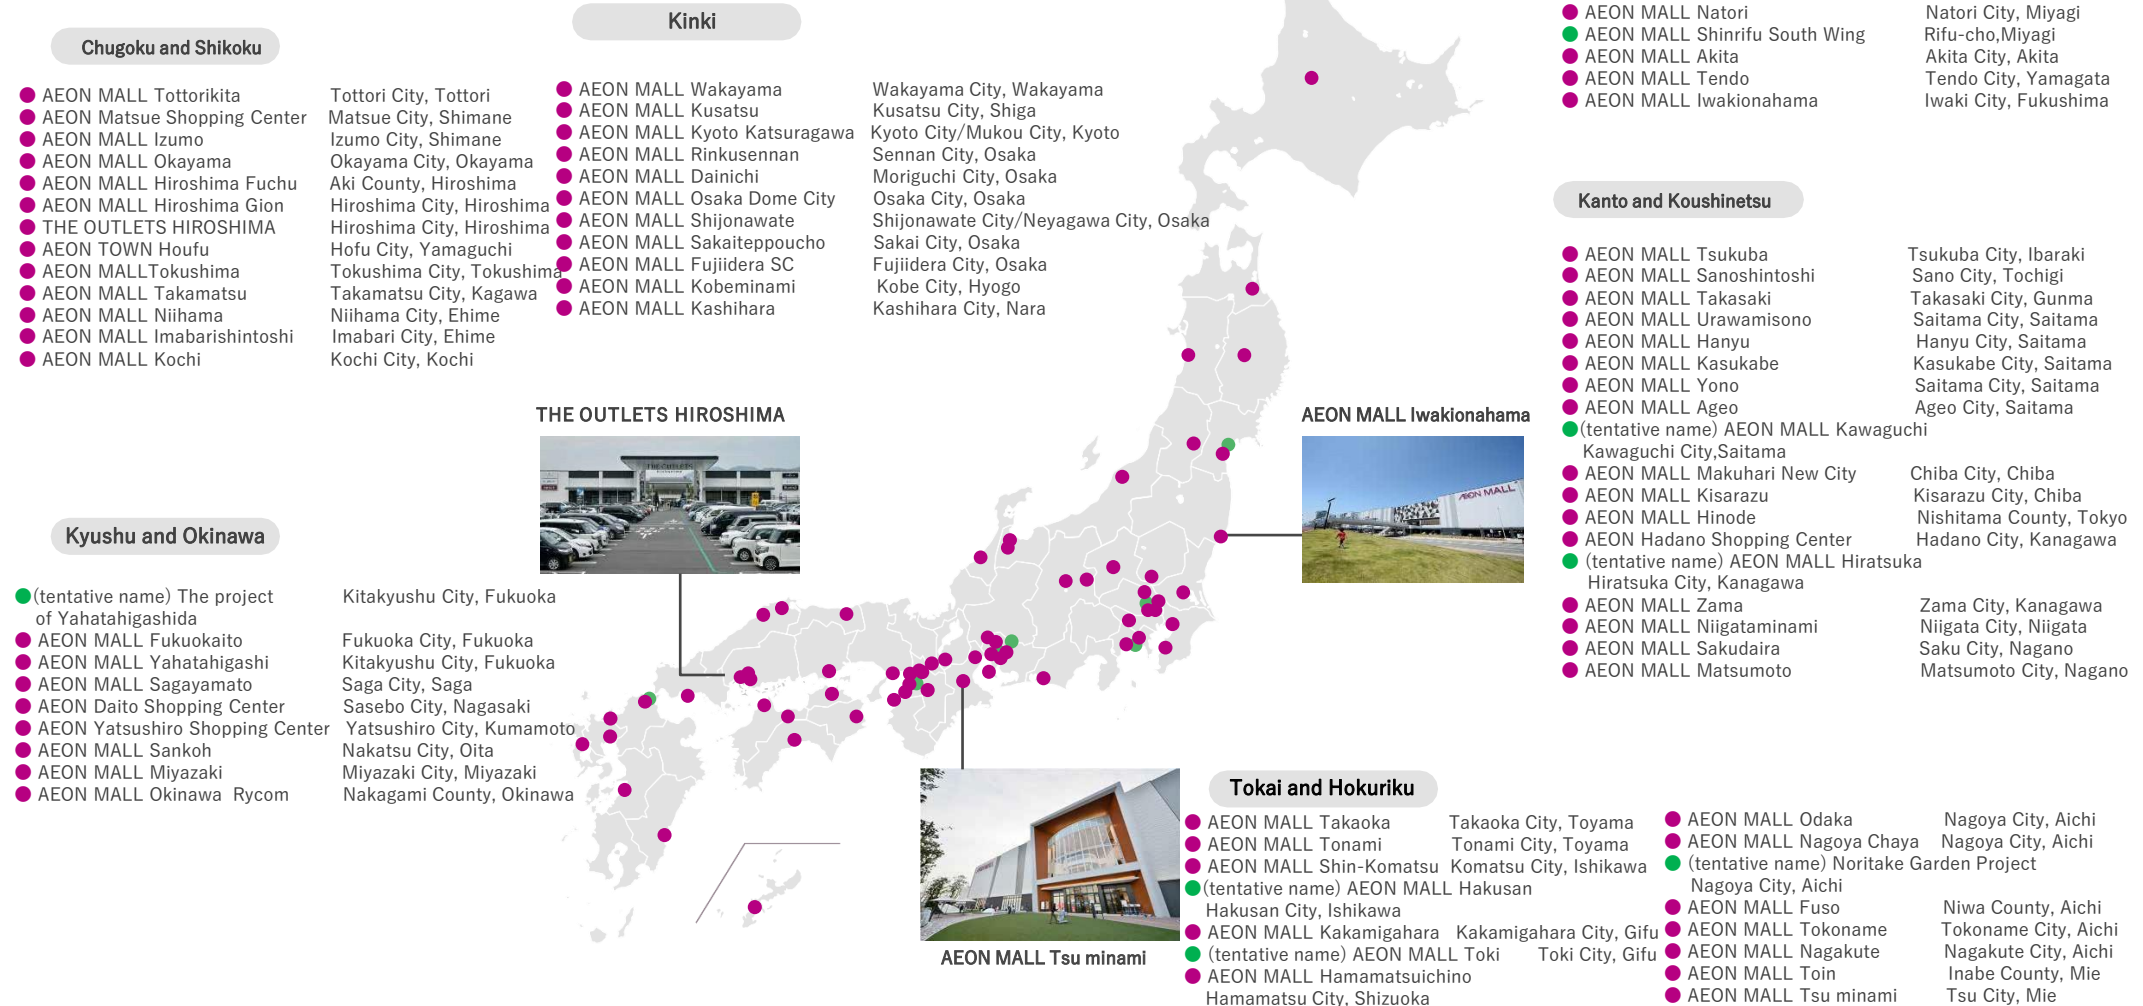 Chugoku and Shikoku
AEON MALL Tottorikita Tottori City, Tottori
AEON Matsue Shopping Center Matsue City, Shimane
AEON MALL Izumo Izumo City, Shimane
AEON MALL Okayama Okayama City, Okayama
AEON MALL Hiroshima Fuchu Aki County, Hiroshima
AEON MALL Hiroshima Gion Hiroshima City, Hiroshima
THE OUTLETS HIROSHIMA Hiroshima City, Hiroshima
AEON TOWN Houfu Hofu City, Yamaguchi
AEON MALLTokushima Tokushima City, Tokushima
AEON MALL Takamatsu Takamatsu City, Kagawa
AEON MALL Niihama Niihama City, Ehime
AEON MALL Imabarishintoshi Imabari City, Ehime
AEON MALL Kochi Kochi City, Kochi
Kinki
AEON MALL Wakayama Wakayama City, Wakayama
AEON MALL Kusatsu Kusatsu City, Shiga
AEON MALL Kyoto Katsuragawa Kyoto City/Mukou City, Kyoto
AEON MALL Rinkusennan Sennan City, Osaka
AEON MALL Dainichi Moriguchi City, Osaka
AEON MALL Osaka Dome City Osaka City, Osaka
AEON MALL Shijonawate Shijonawate City/Neyagawa City, Osaka
AEON MALL Sakaiteppoucho Sakai City, Osaka
AEON MALL Fujiidera SC Fujiidera City, Osaka
AEON MALL Kobeminami Kobe City, Hyogo
AEON MALL Kashihara Kashihara City, Nara
AEON MALL Natori Natori City, Miyagi
AEON MALL Shinrifu South Wing Rifu-cho,Miyagi
AEON MALL Akita Akita City, Akita
AEON MALL Tendo Tendo City, Yamagata
AEON MALL Iwakionahama Iwaki City, Fukushima
Kanto and Koushinetsu
AEON MALL Tsukuba Tsukuba City, Ibaraki
AEON MALL Sanoshintoshi Sano City, Tochigi
AEON MALL Takasaki Takasaki City, Gunma
AEON MALL Urawamisono Saitama City, Saitama
AEON MALL Hanyu Hanyu City, Saitama
AEON MALL Kasukabe Kasukabe City, Saitama
AEON MALL Yono Saitama City, Saitama
AEON MALL Ageo Ageo City, Saitama
(tentative name) AEON MALL Kawaguchi
Kawaguchi City,Saitama
AEON MALL Makuhari New City Chiba City, Chiba
AEON MALL Kisarazu Kisarazu City, Chiba
AEON MALL Hinode Nishitama County, Tokyo
AEON Hadano Shopping Center Hadano City, Kanagawa
(tentative name) AEON MALL Hiratsuka
Hiratsuka City, Kanagawa
AEON MALL Zama Zama City, Kanagawa
AEON MALL Niigataminami Niigata City, Niigata
AEON MALL Sakudaira Saku City, Nagano
AEON MALL Matsumoto Matsumoto City, Nagano
THE OUTLETS HIROSHIMA
THE OUTLETS
AEON MALL Iwakionahama
AEON MALL
Kyushu and Okinawa
(tentative name) The project Kitakyushu City, Fukuoka
of Yahatahigashida
AEON MALL Fukuokaito Fukuoka City, Fukuoka
AEON MALL Yahatahigashi Kitakyushu City, Fukuoka
AEON MALL Sagayamato Saga City, Saga
AEON Daito Shopping Center Sasebo City, Nagasaki
AEON Yatsushiro Shopping Center Yatsushiro City, Kumamoto
AEON MALL Sankoh Nakatsu City, Oita
AEON MALL Miyazaki Miyazaki City, Miyazaki
AEON MALL Okinawa Rycom Nakagami County, Okinawa
AEON MALL Tsu minami
Tokai and Hokuriku
AEON MALL Takaoka Takaoka City, Toyama
AEON MALL Tonami Tonami City, Toyama
AEON MALL Shin-Komatsu Komatsu City, Ishikawa
(tentative name) AEON MALL Hakusan
Hakusan City, Ishikawa
AEON MALL Kakamigahara Kakamigahara City, Gifu
(tentative name) AEON MALL Toki Toki City, Gifu
AEON MALL Hamamatsuichino
Hamamatsu City, Shizuoka
AEON MALL Odaka Nagoya City, Aichi
AEON MALL Nagoya Chaya Nagoya City, Aichi
(tentative name) Noritake Garden Project
Nagoya City, Aichi
AEON MALL Fuso Niwa County, Aichi
AEON MALL Tokoname Tokoname City, Aichi
AEON MALL Nagakute Nagakute City, Aichi
AEON MALL Toin Inabe County, Mie
AEON MALL Tsu minami Tsu City, Mie